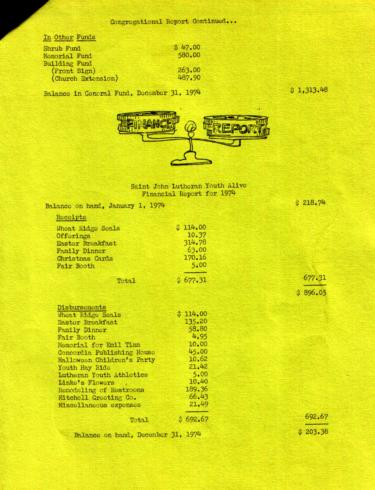 Congregational Report Continued...
In Other Funds
Shrub Fund $ 47.00
Memorial Fund 580.00
Building Fund
(Front Sign) 263.00
(Church Extension) 487.50
Balance in General Fund, December 31, 1974 $ 1,313.48
FINANCE REPORT
Saint John Lutheran Youth Alive
Financial Report for 1974
Balance on hand, January 1, 1974 $ 218.74
Receipts
Wheat Ridge Seals $ 114.00
Offerings 10.37
Easter Breakfast 314.78
Family Dinner 63.00
Christmas Cards 170.16
Fair Booth 5.00
Total $ 677.31 677.31
$ 896.05
Disbursements
Wheat Ridge Seals $ 114.00
Easter Breakfast 135.20
Family Dinner 58.80
Fair Booth 4.95
Memorial for Emil Timm 10.00
Concordia Publishing House 45.00
Halloween Children's Party 10.62
Youth Hay Ride 21.42
Lutheran Youth Athletics 5.00
Linke's Flowers 10.40
Remodeling of Restrooms 189.36
Mitchell Greeting Co. 66.43
Miscellaneous expenses 21.49
Total $ 692.67 692.67
Balance on hand, December 31, 1974 $ 203.38